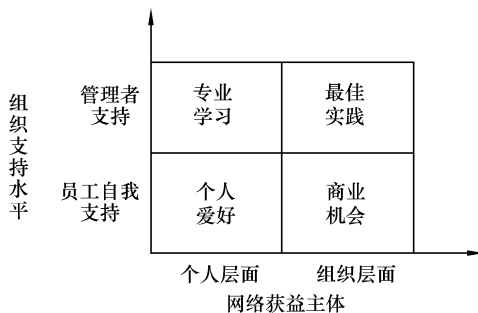 组织支持水平
管理者
支持
专业
学习
最佳
实践
员工自我
支持
个人
爱好
商业
机会
个人层面
组织层面
网络获益主体